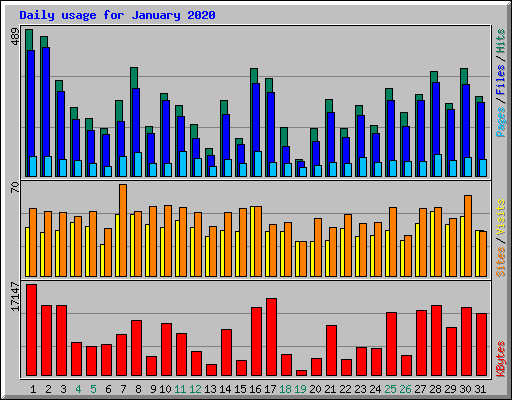 Daily usage for January 2020
489
Pages / Files / Hits
70
Sites / Visits
17147
KBytes
1 2 3 4 5 6 7 8 9 10 11 12 13 14 15 16 17 18 19 20 21 22 23 24 25 26 27 28 29 30 31